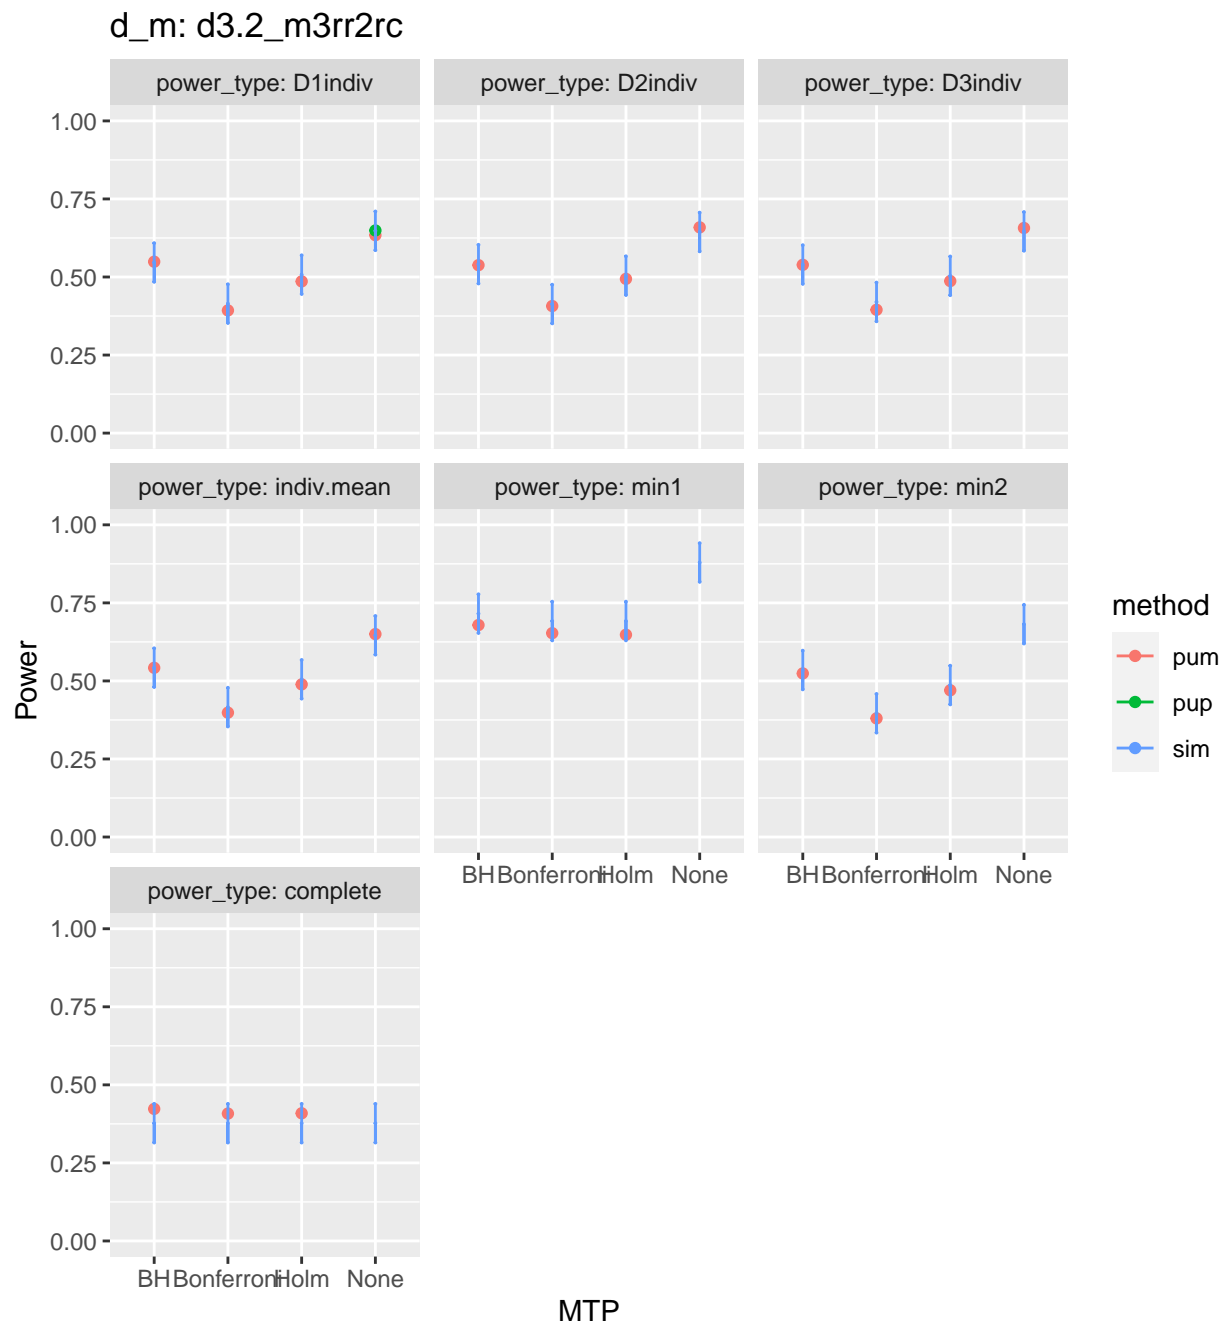 d_m: d3.2_m3rr2rc
power_type: D1indiv
power_type: D2indiv
power_type: D3indiv
1.00
0.75
0.50
0.25
0.00
power_type: indiv.mean
power_type: min1
power_type: min2
1.00
0.75
0.50
0.25
0.00
BH Bonferroni Holm None
BH Bonferroni Holm None
power_type: complete
1.00
0.75
0.50
0.25
0.00
BH Bonferroni Holm None
MTP
Power
method
pum
pup
sim